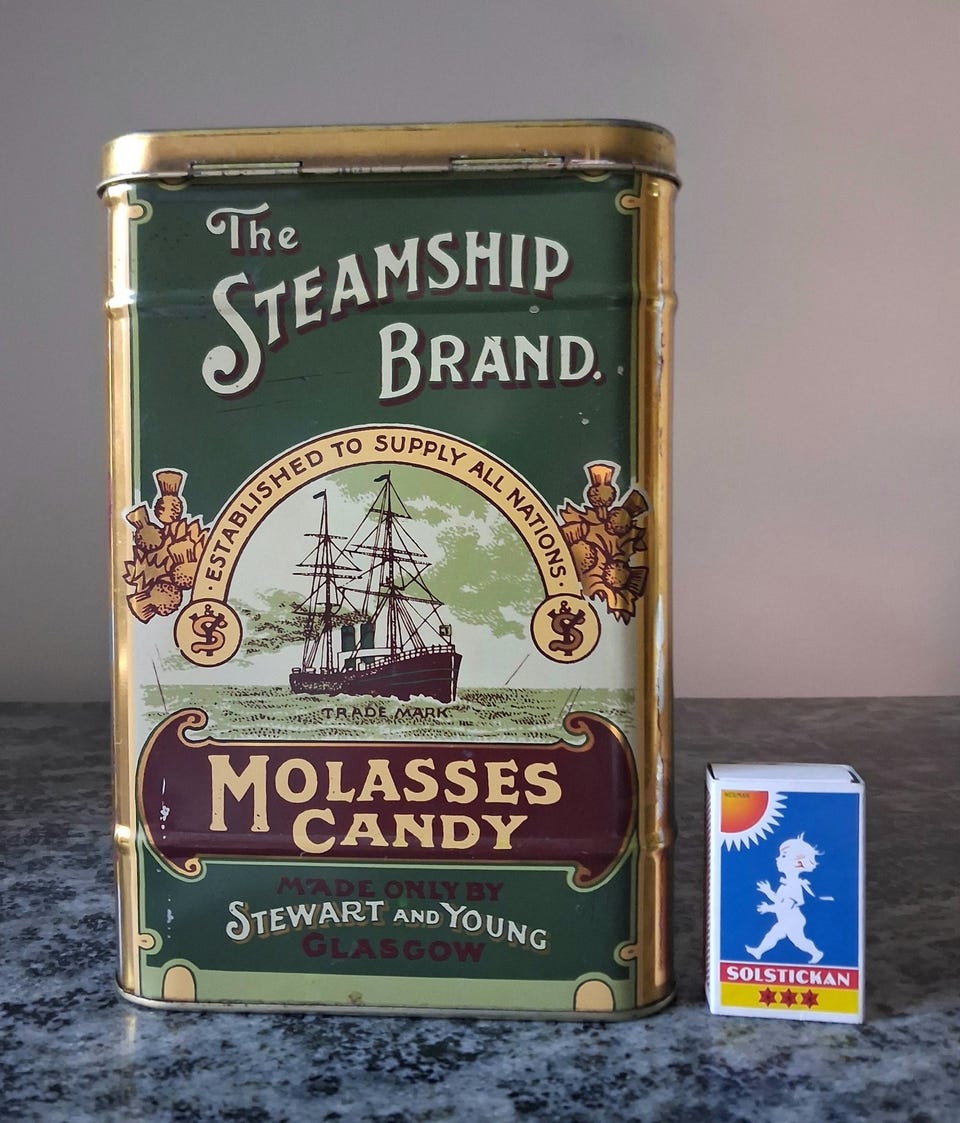 The
STEAMSHIP
BRAND.
· ESTABLISHED TO SUPPLY ALL NATIONS ·
S&Y
S&Y
TRADE MARK
MOLASSES
CANDY
MADE ONLY BY
STEWART AND YOUNG
GLASGOW
SOLSTICKAN